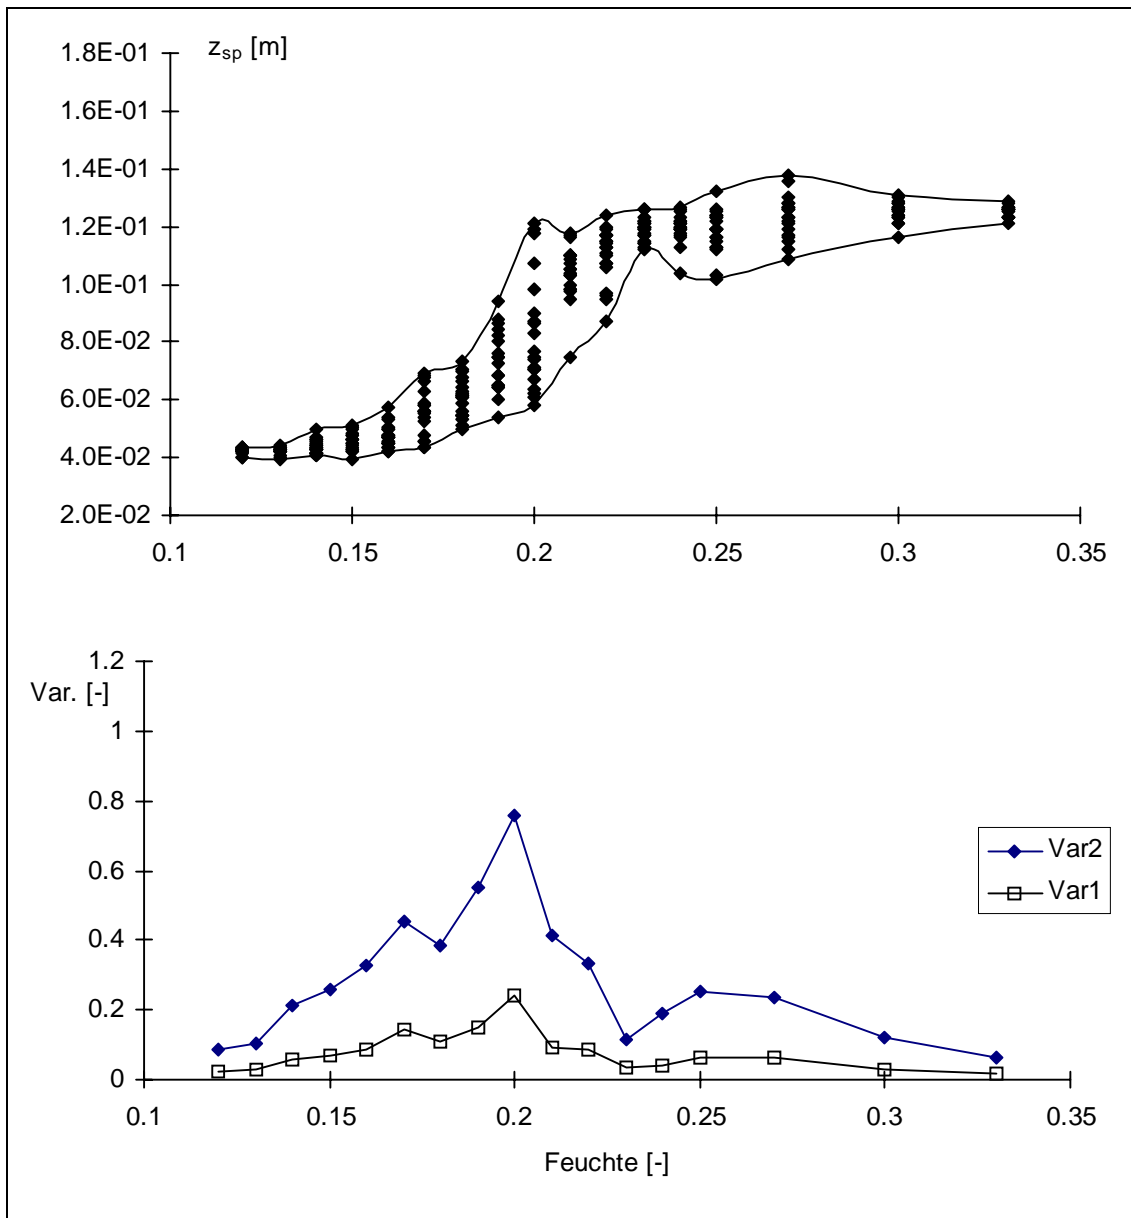 z_sp [m]
1.8E-01
1.6E-01
1.4E-01
1.2E-01
1.0E-01
8.0E-02
6.0E-02
4.0E-02
2.0E-02
0.1 0.15 0.2 0.25 0.3 0.35
1.2
Var. [-]
1
0.8
0.6
0.4
0.2
0
Var2
Var1
0.1 0.15 0.2 0.25 0.3 0.35
Feuchte [-]